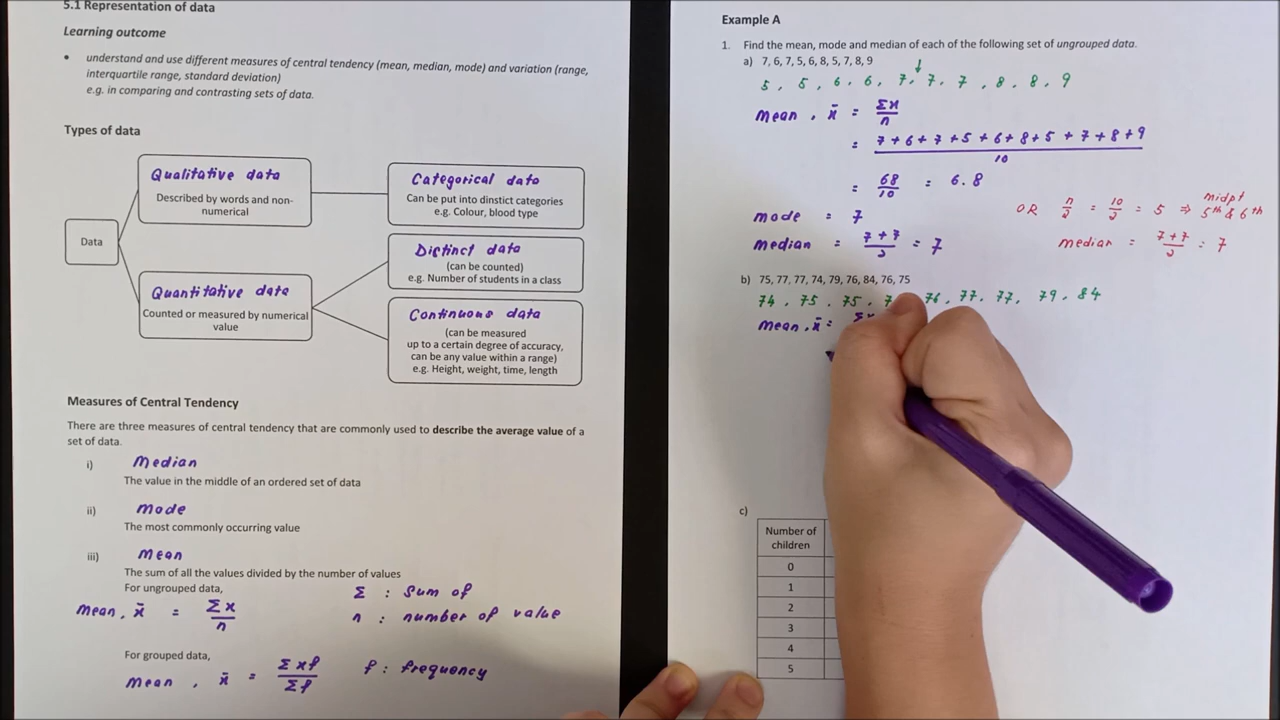 5.1 Representation of data
Learning outcome
• understand and use different measures of central tendency (mean, median, mode) and variation (range,
interquartile range, standard deviation)
e.g. in comparing and contrasting sets of data.
Types of data
Data
Qualitative data
Described by words and non-
numerical
Categorical data
Can be put into dinstict categories
e.g. Colour, blood type
Quantitative data
Counted or measured by numerical
value
Distinct data
(can be counted)
e.g. Number of students in a class
Continuous data
(can be measured
up to a certain degree of accuracy,
can be any value within a range)
e.g. Height, weight, time, length
Measures of Central Tendency
There are three measures of central tendency that are commonly used to describe the average value of a
set of data.
i) Median
The value in the middle of an ordered set of data
ii) mode
The most commonly occurring value
iii) Mean
The sum of all the values divided by the number of values
For ungrouped data,
mean, x̄ = Σx/n
Σ : sum of
n : number of value
For grouped data,
mean, x̄ = Σxf/Σf
f : frequency
Example A
1. Find the mean, mode and median of each of the following set of ungrouped data.
a) 7, 6, 7, 5, 6, 8, 5, 7, 8, 9
5, 5, 6, 6, 7, 7, 7, 8, 8, 9
mean, x̄ = Σx/n
= 7+6+7+5+6+8+5+7+8+9
10
= 68/10 = 6.8
mode = 7
median = 7+7/2 = 7
OR n/2 = 10/2 = 5 ⇒ midpt 5th & 6th
median = 7+7/2 = 7
b) 75, 77, 77, 74, 79, 76, 84, 76, 75
74, 75, 75, 76, 77, 77, 79, 84
mean, x̄ =
c)
Number of
children
0
1
2
3
4
5